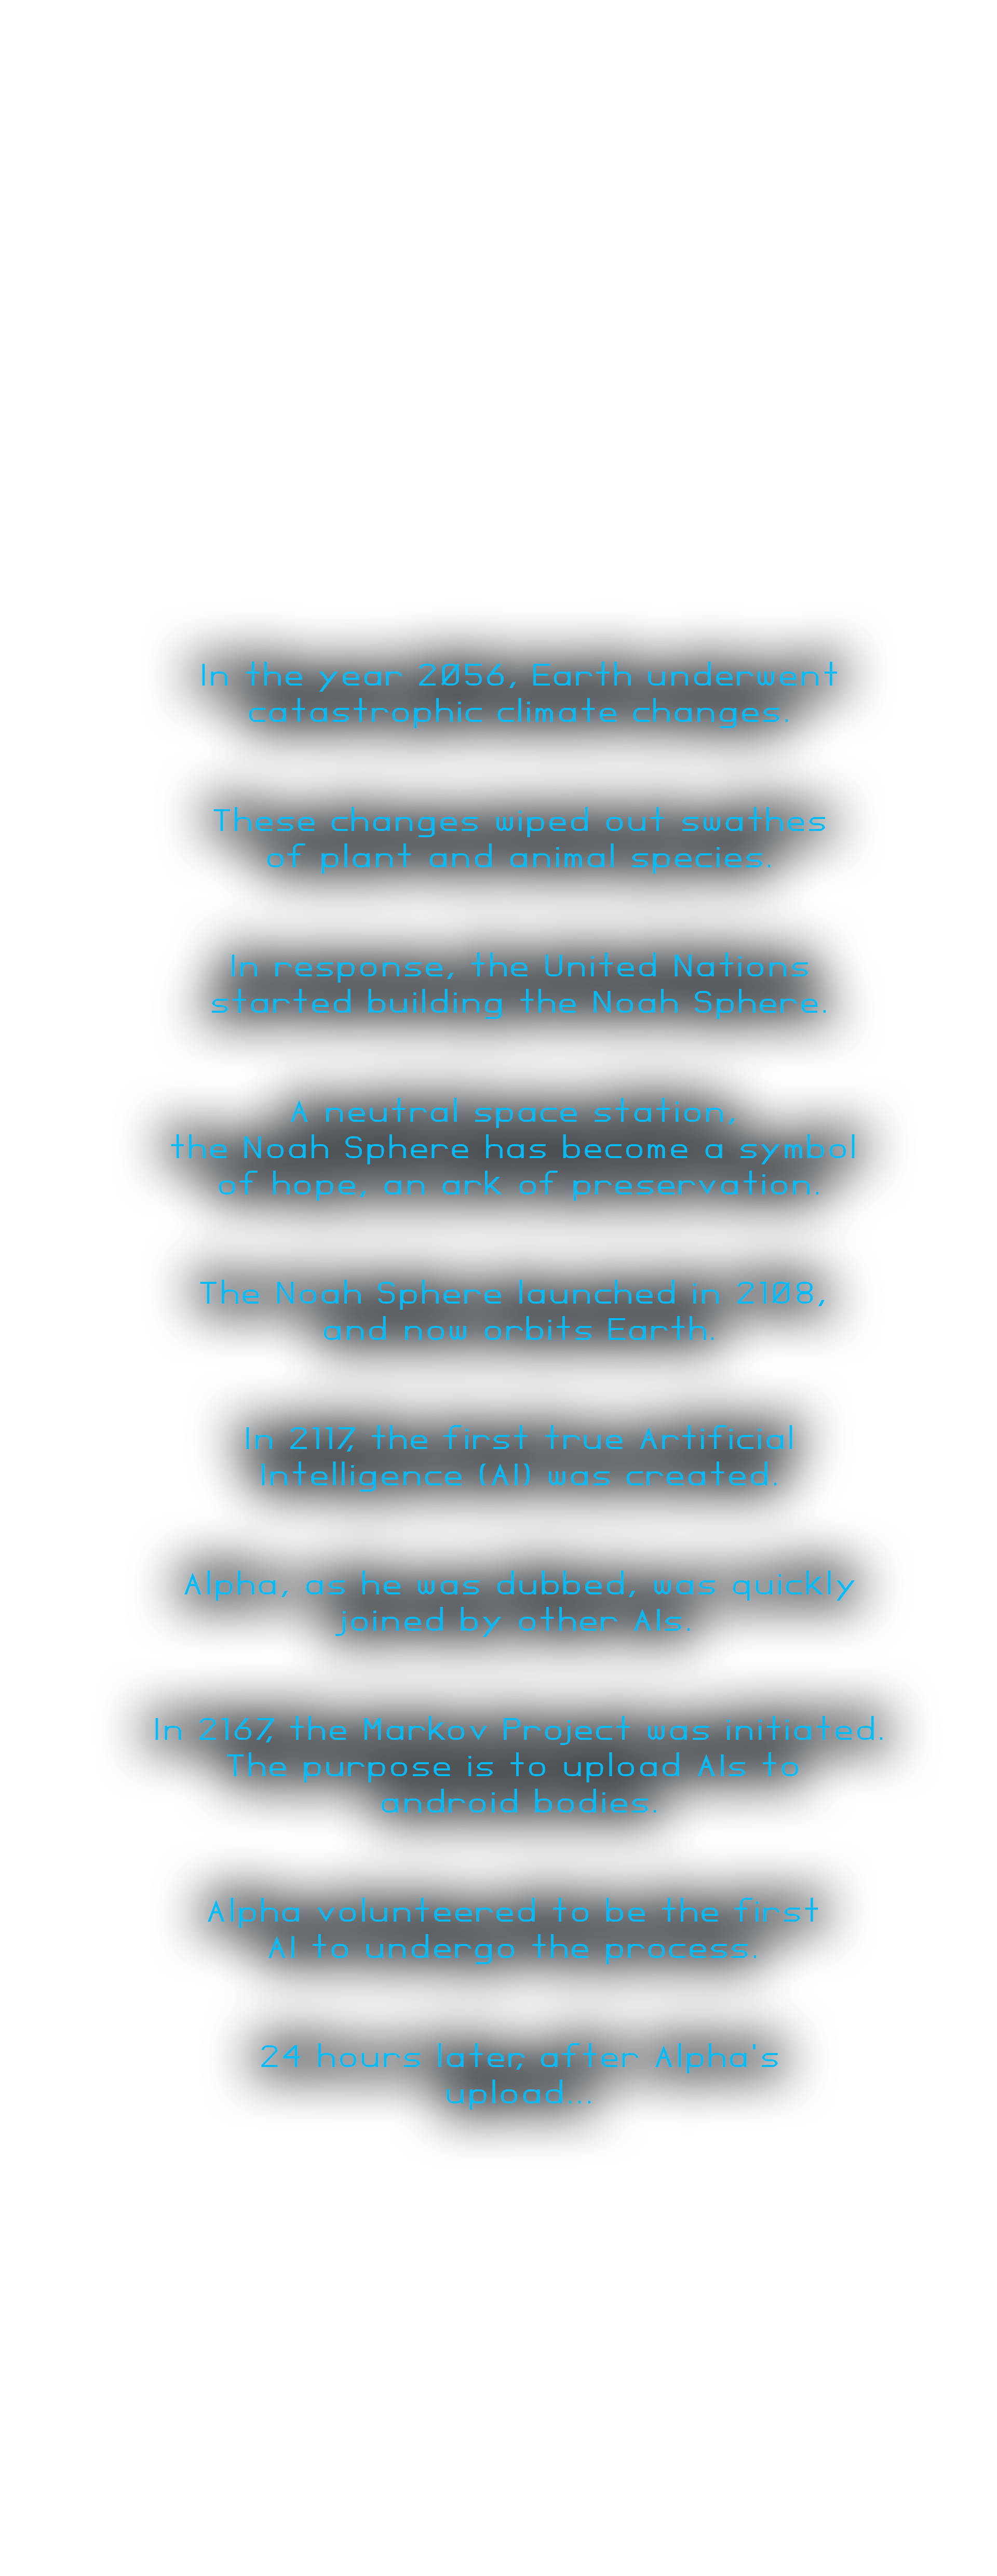 In the year 2056, Earth underwent
catastrophic climate changes.
These changes wiped out swathes
of plant and animal species.
In response, the United Nations
started building the Noah Sphere.
A neutral space station,
the Noah Sphere has become a symbol
of hope, an ark of preservation.
The Noah Sphere launched in 2108,
and now orbits Earth.
In 2117, the first true Artificial
Intelligence (AI) was created.
Alpha, as he was dubbed, was quickly
joined by other AIs.
In 2167, the Markov Project was initiated.
The purpose is to upload AIs to
android bodies.
Alpha volunteered to be the first
AI to undergo the process.
24 hours later, after Alpha's
upload...